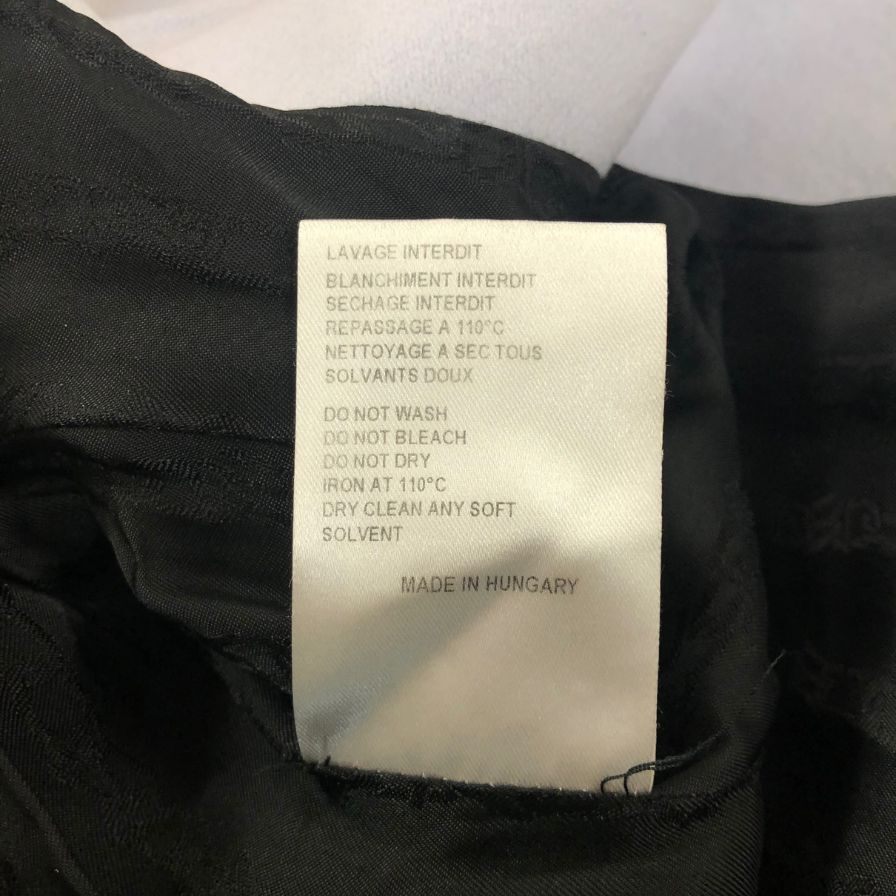 LAVAGE INTERDIT
BLANCHIMENT INTERDIT
SECHAGE INTERDIT
REPASSAGE A 110°C
NETTOYAGE A SEC TOUS
SOLVANTS DOUX
DO NOT WASH
DO NOT BLEACH
DO NOT DRY
IRON AT 110°C
DRY CLEAN ANY SOFT
SOLVENT
MADE IN HUNGARY